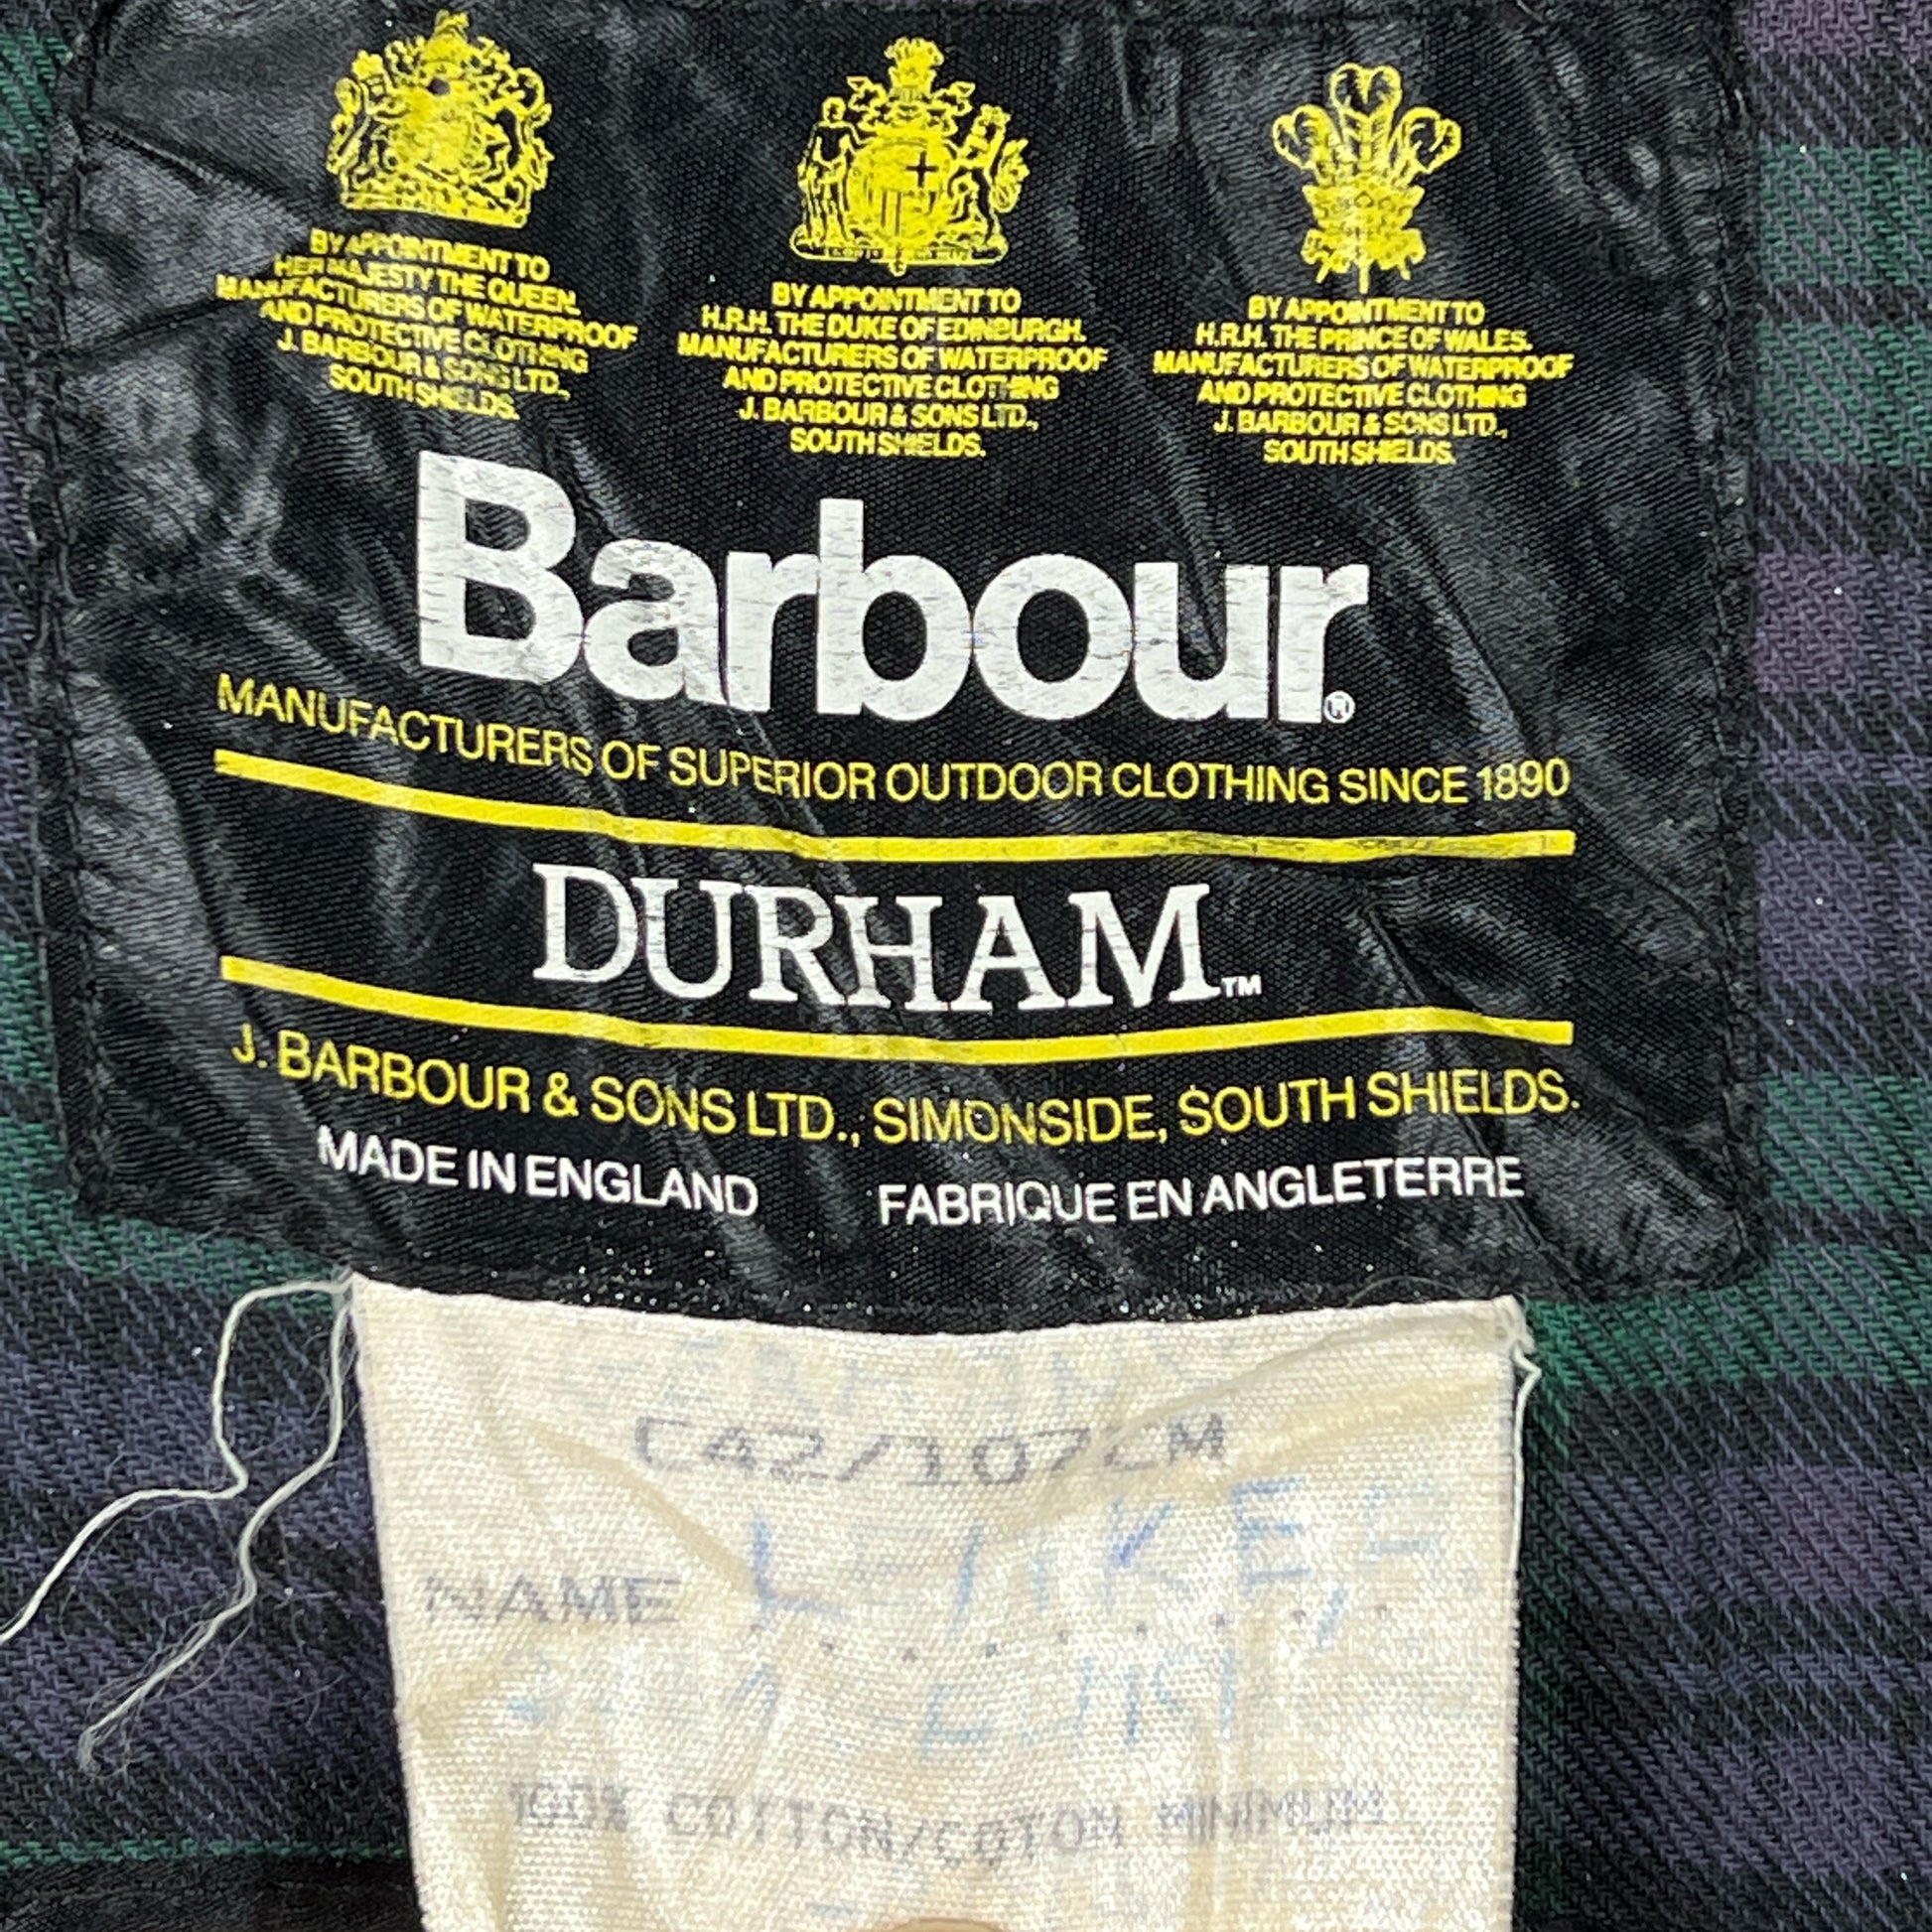 BY APPOINTMENT TO
HER MAJESTY THE QUEEN.
MANUFACTURERS OF WATERPROOF
AND PROTECTIVE CLOTHING
J. BARBOUR & SONS LTD.,
SOUTH SHIELDS.
BY APPOINTMENT TO
H.R.H. THE DUKE OF EDINBURGH.
MANUFACTURERS OF WATERPROOF
AND PROTECTIVE CLOTHING
J. BARBOUR & SONS LTD.,
SOUTH SHIELDS.
BY APPOINTMENT TO
H.R.H. THE PRINCE OF WALES.
MANUFACTURERS OF WATERPROOF
AND PROTECTIVE CLOTHING
J. BARBOUR & SONS LTD.,
SOUTH SHIELDS.
Barbour®
MANUFACTURERS OF SUPERIOR OUTDOOR CLOTHING SINCE 1890
DURHAM™
J. BARBOUR & SONS LTD., SIMONSIDE, SOUTH SHIELDS.
MADE IN ENGLAND FABRIQUE EN ANGLETERRE
C42/107CM
NAME
100% COTTON/COTON MINIMUM